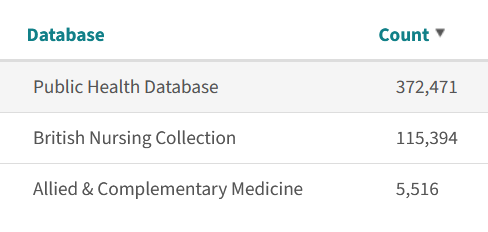 Database Count ▼
Public Health Database 372,471
British Nursing Collection 115,394
Allied & Complementary Medicine 5,516